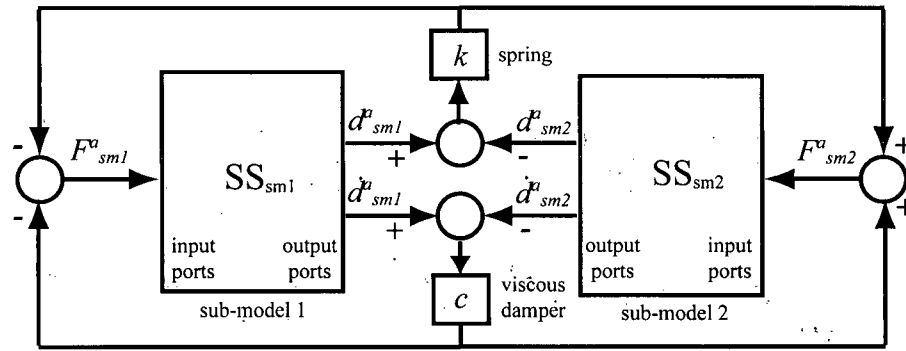 k spring
- F^a_sm1
SS_sm1
d^a_sm1 +
d^a_sm2 -
SS_sm2
F^a_sm2 +
-
d^a_sm1 +
d^a_sm2 -
+
input ports
output ports
output ports
input ports
sub-model 1
c viscous damper
sub-model 2